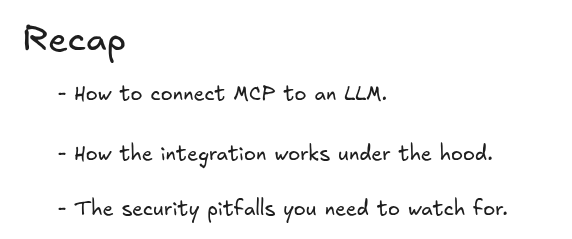 Recap
- How to connect MCP to an LLM.
- How the integration works under the hood.
- The security pitfalls you need to watch for.